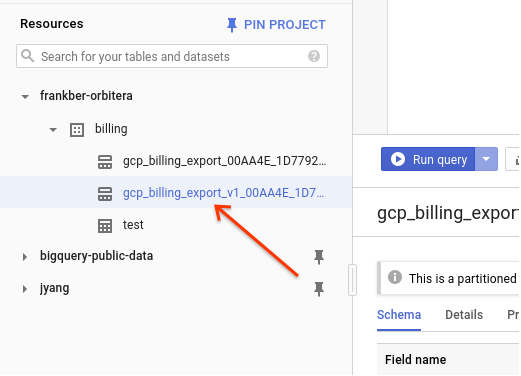 Resources
PIN PROJECT
Search for your tables and datasets
frankber-orbitera
billing
gcp_billing_export_00AA4E_1D7792...
gcp_billing_export_v1_00AA4E_1D7...
test
bigquery-public-data
jyang
Run query
gcp_billing_export
This is a partitioned
Schema
Details
Pr
Field name